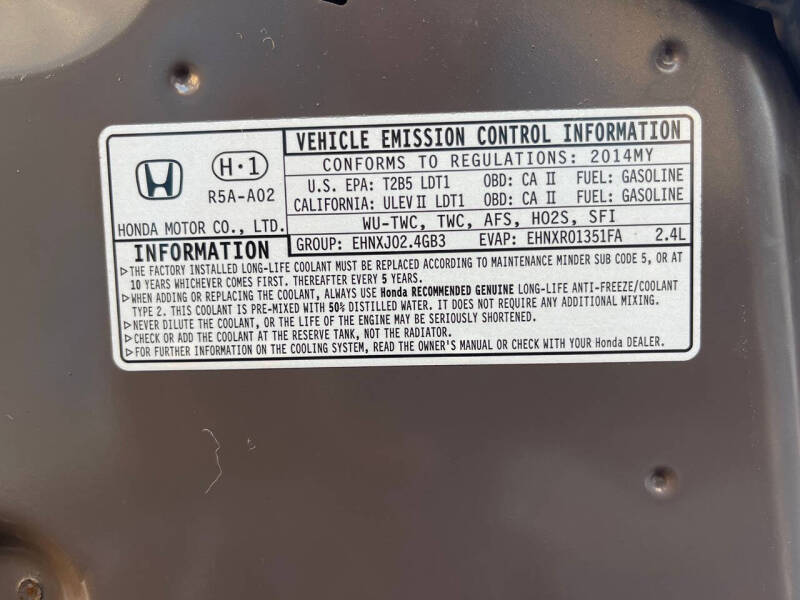 VEHICLE EMISSION CONTROL INFORMATION
H•1
R5A-A02
HONDA MOTOR CO., LTD.
CONFORMS TO REGULATIONS: 2014MY
U.S. EPA: T2B5 LDT1 OBD: CA II FUEL: GASOLINE
CALIFORNIA: ULEV II LDT1 OBD: CA II FUEL: GASOLINE
WU-TWC, TWC, AFS, HO2S, SFI
GROUP: EHNXJ02.4GB3 EVAP: EHNXR01351FA 2.4L
INFORMATION
▷THE FACTORY INSTALLED LONG-LIFE COOLANT MUST BE REPLACED ACCORDING TO MAINTENANCE MINDER SUB CODE 5, OR AT
10 YEARS WHICHEVER COMES FIRST. THEREAFTER EVERY 5 YEARS.
▷WHEN ADDING OR REPLACING THE COOLANT, ALWAYS USE Honda RECOMMENDED GENUINE LONG-LIFE ANTI-FREEZE/COOLANT
TYPE 2. THIS COOLANT IS PRE-MIXED WITH 50% DISTILLED WATER. IT DOES NOT REQUIRE ANY ADDITIONAL MIXING.
▷NEVER DILUTE THE COOLANT, OR THE LIFE OF THE ENGINE MAY BE SERIOUSLY SHORTENED.
▷CHECK OR ADD THE COOLANT AT THE RESERVE TANK, NOT THE RADIATOR.
▷FOR FURTHER INFORMATION ON THE COOLING SYSTEM, READ THE OWNER'S MANUAL OR CHECK WITH YOUR Honda DEALER.